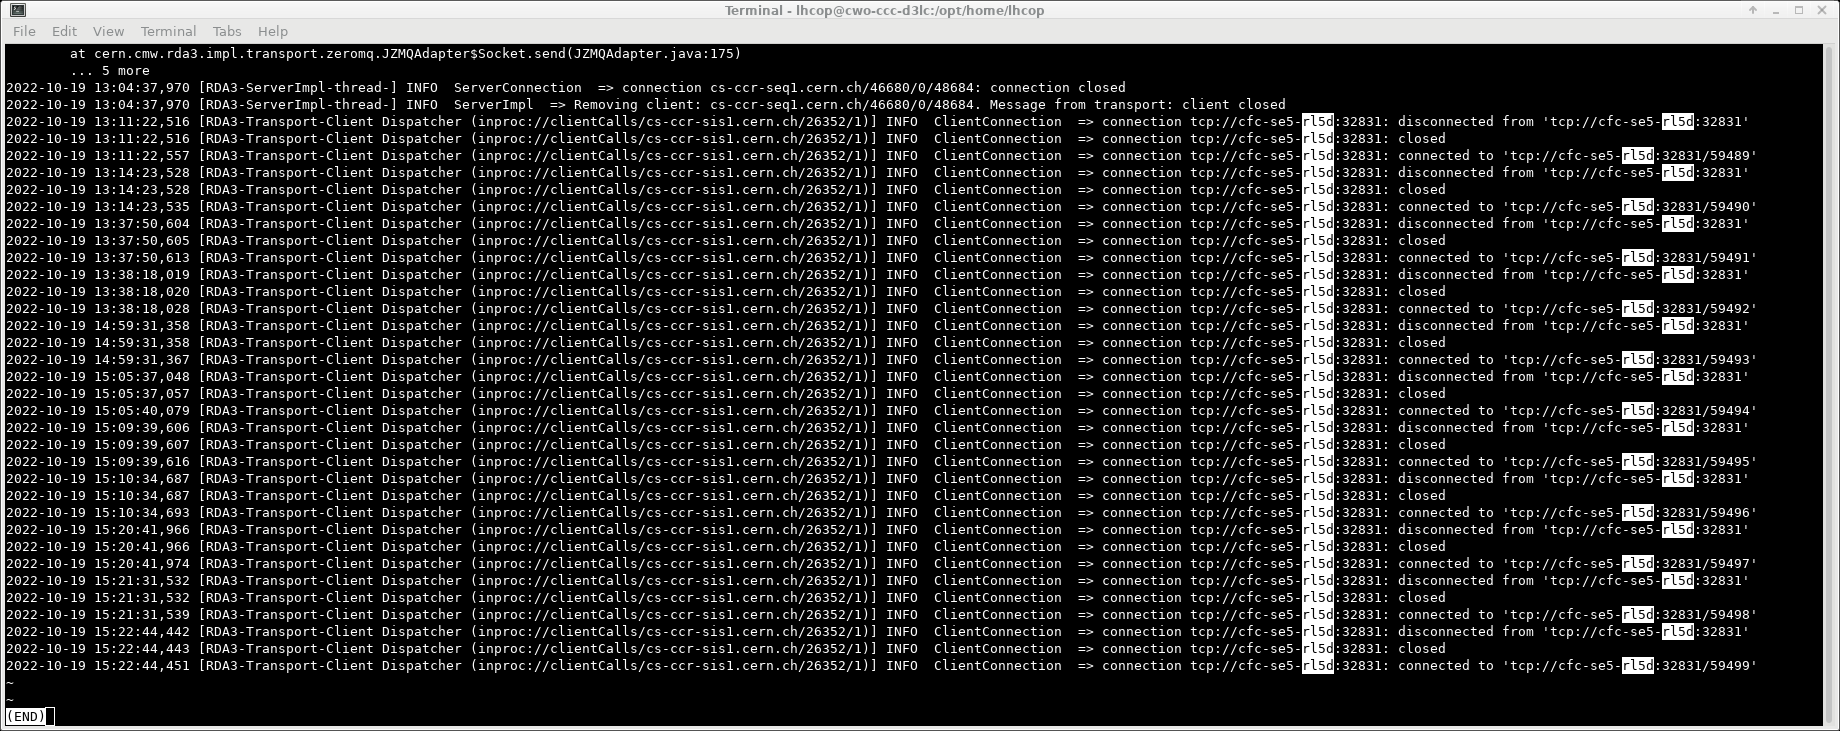 Terminal - lhcop@cwo-ccc-d3lc:/opt/home/lhcop
File Edit View Terminal Tabs Help
at cern.cmw.rda3.impl.transport.zeromq.JZMQAdapter$Socket.send(JZMQAdapter.java:175)
... 5 more
2022-10-19 13:04:37,970 [RDA3-ServerImpl-thread-] INFO  ServerConnection  => connection cs-ccr-seq1.cern.ch/46680/0/48684: connection closed
2022-10-19 13:04:37,970 [RDA3-ServerImpl-thread-] INFO  ServerImpl  => Removing client: cs-ccr-seq1.cern.ch/46680/0/48684. Message from transport: client closed
2022-10-19 13:11:22,516 [RDA3-Transport-Client Dispatcher (inproc://clientCalls/cs-ccr-sis1.cern.ch/26352/1)] INFO  ClientConnection  => connection tcp://cfc-se5-rl5d:32831: disconnected from 'tcp://cfc-se5-rl5d:32831'
2022-10-19 13:11:22,516 [RDA3-Transport-Client Dispatcher (inproc://clientCalls/cs-ccr-sis1.cern.ch/26352/1)] INFO  ClientConnection  => connection tcp://cfc-se5-rl5d:32831: closed
2022-10-19 13:11:22,557 [RDA3-Transport-Client Dispatcher (inproc://clientCalls/cs-ccr-sis1.cern.ch/26352/1)] INFO  ClientConnection  => connection tcp://cfc-se5-rl5d:32831: connected to 'tcp://cfc-se5-rl5d:32831/59489'
2022-10-19 13:14:23,528 [RDA3-Transport-Client Dispatcher (inproc://clientCalls/cs-ccr-sis1.cern.ch/26352/1)] INFO  ClientConnection  => connection tcp://cfc-se5-rl5d:32831: disconnected from 'tcp://cfc-se5-rl5d:32831'
2022-10-19 13:14:23,528 [RDA3-Transport-Client Dispatcher (inproc://clientCalls/cs-ccr-sis1.cern.ch/26352/1)] INFO  ClientConnection  => connection tcp://cfc-se5-rl5d:32831: closed
2022-10-19 13:14:23,535 [RDA3-Transport-Client Dispatcher (inproc://clientCalls/cs-ccr-sis1.cern.ch/26352/1)] INFO  ClientConnection  => connection tcp://cfc-se5-rl5d:32831: connected to 'tcp://cfc-se5-rl5d:32831/59490'
2022-10-19 13:37:50,604 [RDA3-Transport-Client Dispatcher (inproc://clientCalls/cs-ccr-sis1.cern.ch/26352/1)] INFO  ClientConnection  => connection tcp://cfc-se5-rl5d:32831: disconnected from 'tcp://cfc-se5-rl5d:32831'
2022-10-19 13:37:50,605 [RDA3-Transport-Client Dispatcher (inproc://clientCalls/cs-ccr-sis1.cern.ch/26352/1)] INFO  ClientConnection  => connection tcp://cfc-se5-rl5d:32831: closed
2022-10-19 13:37:50,613 [RDA3-Transport-Client Dispatcher (inproc://clientCalls/cs-ccr-sis1.cern.ch/26352/1)] INFO  ClientConnection  => connection tcp://cfc-se5-rl5d:32831: connected to 'tcp://cfc-se5-rl5d:32831/59491'
2022-10-19 13:38:18,019 [RDA3-Transport-Client Dispatcher (inproc://clientCalls/cs-ccr-sis1.cern.ch/26352/1)] INFO  ClientConnection  => connection tcp://cfc-se5-rl5d:32831: disconnected from 'tcp://cfc-se5-rl5d:32831'
2022-10-19 13:38:18,020 [RDA3-Transport-Client Dispatcher (inproc://clientCalls/cs-ccr-sis1.cern.ch/26352/1)] INFO  ClientConnection  => connection tcp://cfc-se5-rl5d:32831: closed
2022-10-19 13:38:18,028 [RDA3-Transport-Client Dispatcher (inproc://clientCalls/cs-ccr-sis1.cern.ch/26352/1)] INFO  ClientConnection  => connection tcp://cfc-se5-rl5d:32831: connected to 'tcp://cfc-se5-rl5d:32831/59492'
2022-10-19 14:59:31,358 [RDA3-Transport-Client Dispatcher (inproc://clientCalls/cs-ccr-sis1.cern.ch/26352/1)] INFO  ClientConnection  => connection tcp://cfc-se5-rl5d:32831: disconnected from 'tcp://cfc-se5-rl5d:32831'
2022-10-19 14:59:31,358 [RDA3-Transport-Client Dispatcher (inproc://clientCalls/cs-ccr-sis1.cern.ch/26352/1)] INFO  ClientConnection  => connection tcp://cfc-se5-rl5d:32831: closed
2022-10-19 14:59:31,367 [RDA3-Transport-Client Dispatcher (inproc://clientCalls/cs-ccr-sis1.cern.ch/26352/1)] INFO  ClientConnection  => connection tcp://cfc-se5-rl5d:32831: connected to 'tcp://cfc-se5-rl5d:32831/59493'
2022-10-19 15:05:37,048 [RDA3-Transport-Client Dispatcher (inproc://clientCalls/cs-ccr-sis1.cern.ch/26352/1)] INFO  ClientConnection  => connection tcp://cfc-se5-rl5d:32831: disconnected from 'tcp://cfc-se5-rl5d:32831'
2022-10-19 15:05:37,057 [RDA3-Transport-Client Dispatcher (inproc://clientCalls/cs-ccr-sis1.cern.ch/26352/1)] INFO  ClientConnection  => connection tcp://cfc-se5-rl5d:32831: closed
2022-10-19 15:05:40,079 [RDA3-Transport-Client Dispatcher (inproc://clientCalls/cs-ccr-sis1.cern.ch/26352/1)] INFO  ClientConnection  => connection tcp://cfc-se5-rl5d:32831: connected to 'tcp://cfc-se5-rl5d:32831/59494'
2022-10-19 15:09:39,606 [RDA3-Transport-Client Dispatcher (inproc://clientCalls/cs-ccr-sis1.cern.ch/26352/1)] INFO  ClientConnection  => connection tcp://cfc-se5-rl5d:32831: disconnected from 'tcp://cfc-se5-rl5d:32831'
2022-10-19 15:09:39,607 [RDA3-Transport-Client Dispatcher (inproc://clientCalls/cs-ccr-sis1.cern.ch/26352/1)] INFO  ClientConnection  => connection tcp://cfc-se5-rl5d:32831: closed
2022-10-19 15:09:39,616 [RDA3-Transport-Client Dispatcher (inproc://clientCalls/cs-ccr-sis1.cern.ch/26352/1)] INFO  ClientConnection  => connection tcp://cfc-se5-rl5d:32831: connected to 'tcp://cfc-se5-rl5d:32831/59495'
2022-10-19 15:10:34,687 [RDA3-Transport-Client Dispatcher (inproc://clientCalls/cs-ccr-sis1.cern.ch/26352/1)] INFO  ClientConnection  => connection tcp://cfc-se5-rl5d:32831: disconnected from 'tcp://cfc-se5-rl5d:32831'
2022-10-19 15:10:34,687 [RDA3-Transport-Client Dispatcher (inproc://clientCalls/cs-ccr-sis1.cern.ch/26352/1)] INFO  ClientConnection  => connection tcp://cfc-se5-rl5d:32831: closed
2022-10-19 15:10:34,693 [RDA3-Transport-Client Dispatcher (inproc://clientCalls/cs-ccr-sis1.cern.ch/26352/1)] INFO  ClientConnection  => connection tcp://cfc-se5-rl5d:32831: connected to 'tcp://cfc-se5-rl5d:32831/59496'
2022-10-19 15:20:41,966 [RDA3-Transport-Client Dispatcher (inproc://clientCalls/cs-ccr-sis1.cern.ch/26352/1)] INFO  ClientConnection  => connection tcp://cfc-se5-rl5d:32831: disconnected from 'tcp://cfc-se5-rl5d:32831'
2022-10-19 15:20:41,966 [RDA3-Transport-Client Dispatcher (inproc://clientCalls/cs-ccr-sis1.cern.ch/26352/1)] INFO  ClientConnection  => connection tcp://cfc-se5-rl5d:32831: closed
2022-10-19 15:20:41,974 [RDA3-Transport-Client Dispatcher (inproc://clientCalls/cs-ccr-sis1.cern.ch/26352/1)] INFO  ClientConnection  => connection tcp://cfc-se5-rl5d:32831: connected to 'tcp://cfc-se5-rl5d:32831/59497'
2022-10-19 15:21:31,532 [RDA3-Transport-Client Dispatcher (inproc://clientCalls/cs-ccr-sis1.cern.ch/26352/1)] INFO  ClientConnection  => connection tcp://cfc-se5-rl5d:32831: disconnected from 'tcp://cfc-se5-rl5d:32831'
2022-10-19 15:21:31,532 [RDA3-Transport-Client Dispatcher (inproc://clientCalls/cs-ccr-sis1.cern.ch/26352/1)] INFO  ClientConnection  => connection tcp://cfc-se5-rl5d:32831: closed
2022-10-19 15:21:31,539 [RDA3-Transport-Client Dispatcher (inproc://clientCalls/cs-ccr-sis1.cern.ch/26352/1)] INFO  ClientConnection  => connection tcp://cfc-se5-rl5d:32831: connected to 'tcp://cfc-se5-rl5d:32831/59498'
2022-10-19 15:22:44,442 [RDA3-Transport-Client Dispatcher (inproc://clientCalls/cs-ccr-sis1.cern.ch/26352/1)] INFO  ClientConnection  => connection tcp://cfc-se5-rl5d:32831: disconnected from 'tcp://cfc-se5-rl5d:32831'
2022-10-19 15:22:44,443 [RDA3-Transport-Client Dispatcher (inproc://clientCalls/cs-ccr-sis1.cern.ch/26352/1)] INFO  ClientConnection  => connection tcp://cfc-se5-rl5d:32831: closed
2022-10-19 15:22:44,451 [RDA3-Transport-Client Dispatcher (inproc://clientCalls/cs-ccr-sis1.cern.ch/26352/1)] INFO  ClientConnection  => connection tcp://cfc-se5-rl5d:32831: connected to 'tcp://cfc-se5-rl5d:32831/59499'
~
~
(END)